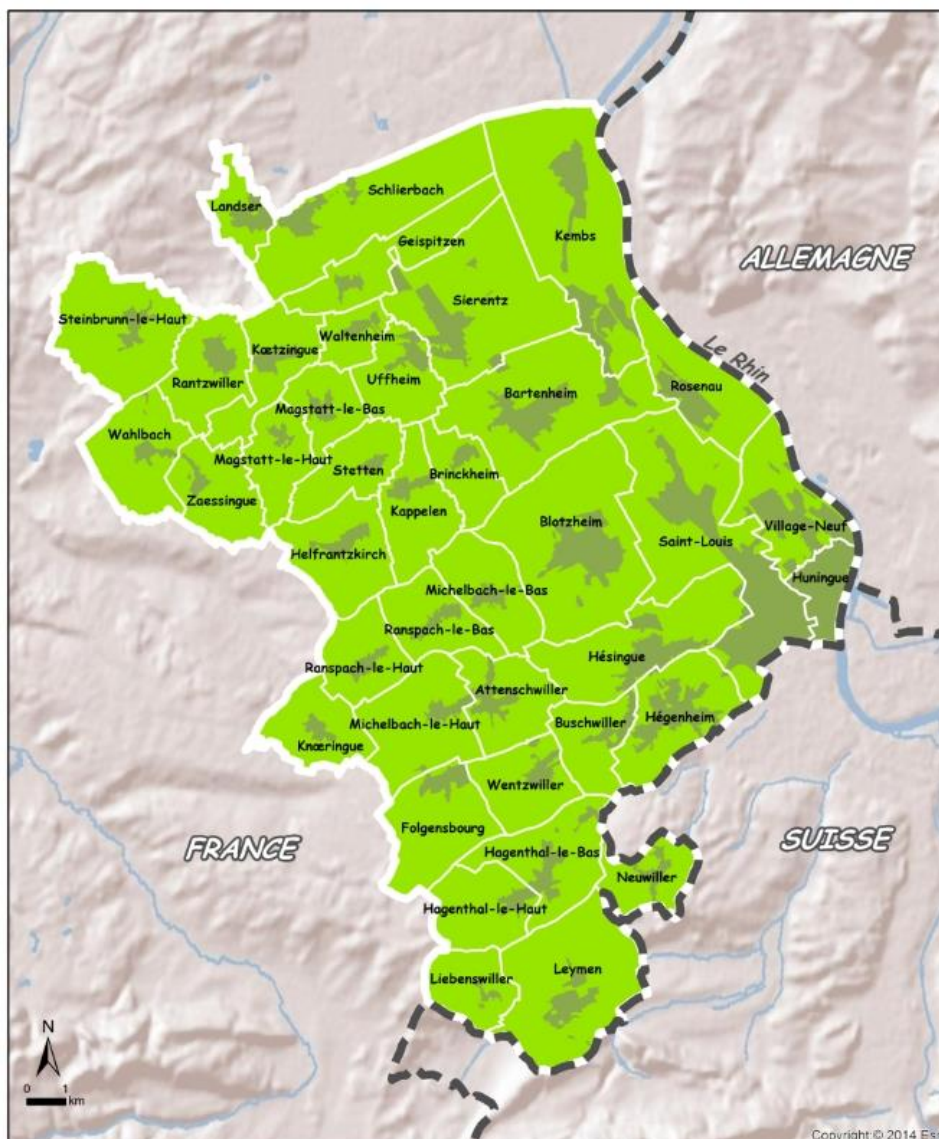 Landser
Schlierbach
Geispitzen
Kembs
ALLEMAGNE
Steinbrunn-le-Haut
Sierentz
Waltenheim
Kœtzingue
Rantzwiller
Uffheim
Le Rhin
Rosenau
Bartenheim
Magstatt-le-Bas
Wahlbach
Magstatt-le-Haut
Stetten
Brinckheim
Zaessingue
Kappelen
Blotzheim
Saint-Louis
Village-Neuf
Helfrantzkirch
Huningue
Michelbach-le-Bas
Ranspach-le-Bas
Hésingue
Ranspach-le-Haut
Attenschwiller
Hégenheim
Michelbach-le-Haut
Buschwiller
Knœringue
Wentzwiller
Folgensbourg
SUISSE
FRANCE
Hagenthal-le-Bas
Neuwiller
Hagenthal-le-Haut
Leymen
Liebenswiller
N
0 1
km
Copyright:© 2014